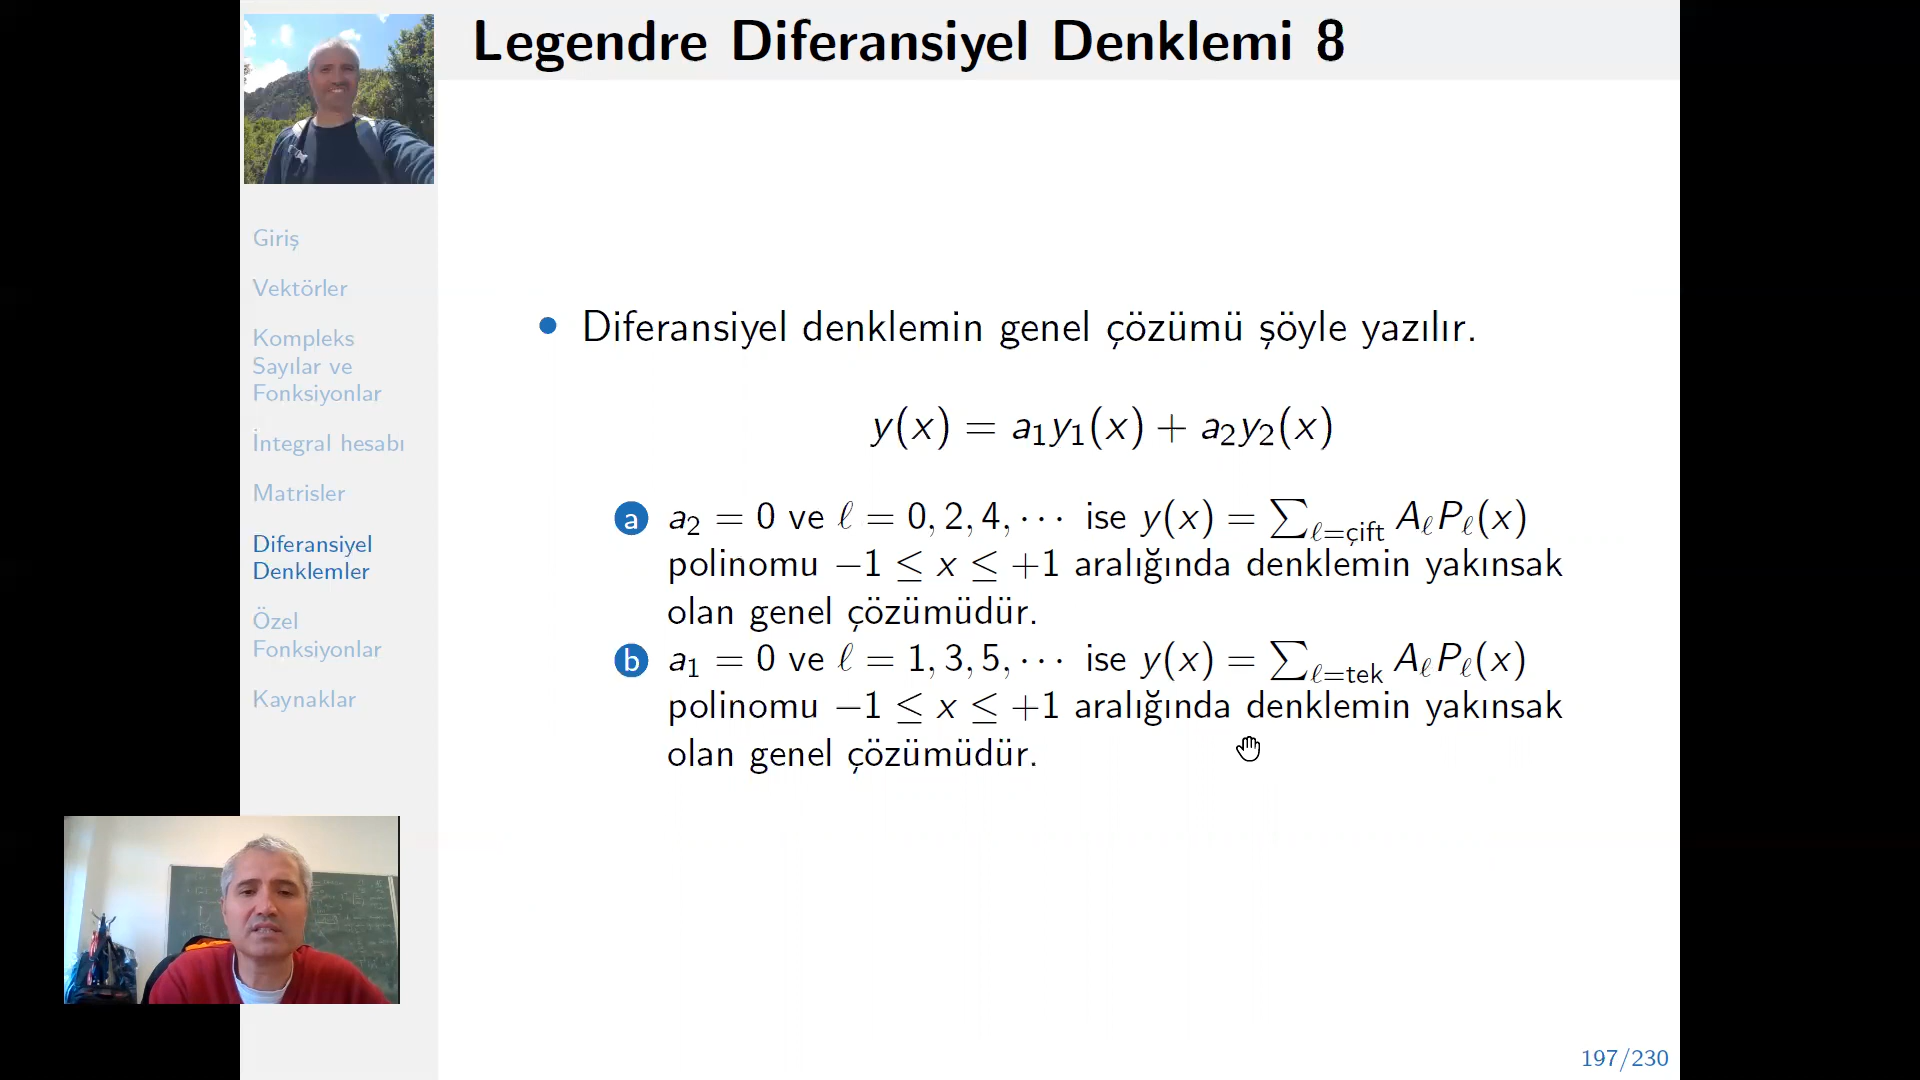 Legendre Diferansiyel Denklemi 8
Giriş
Vektörler
Kompleks
Sayılar ve
Fonksiyonlar
İntegral hesabı
Matrisler
Diferansiyel
Denklemler
Özel
Fonksiyonlar
Kaynaklar
• Diferansiyel denklemin genel çözümü şöyle yazılır.
y(x) = a₁y₁(x) + a₂y₂(x)
a a₂ = 0 ve ℓ = 0, 2, 4, ⋯ ise y(x) = ∑_{ℓ=çift} A_ℓP_ℓ(x)
polinomu −1 ≤ x ≤ +1 aralığında denklemin yakınsak
olan genel çözümüdür.
b a₁ = 0 ve ℓ = 1, 3, 5, ⋯ ise y(x) = ∑_{ℓ=tek} A_ℓP_ℓ(x)
polinomu −1 ≤ x ≤ +1 aralığında denklemin yakınsak
olan genel çözümüdür.
197/230